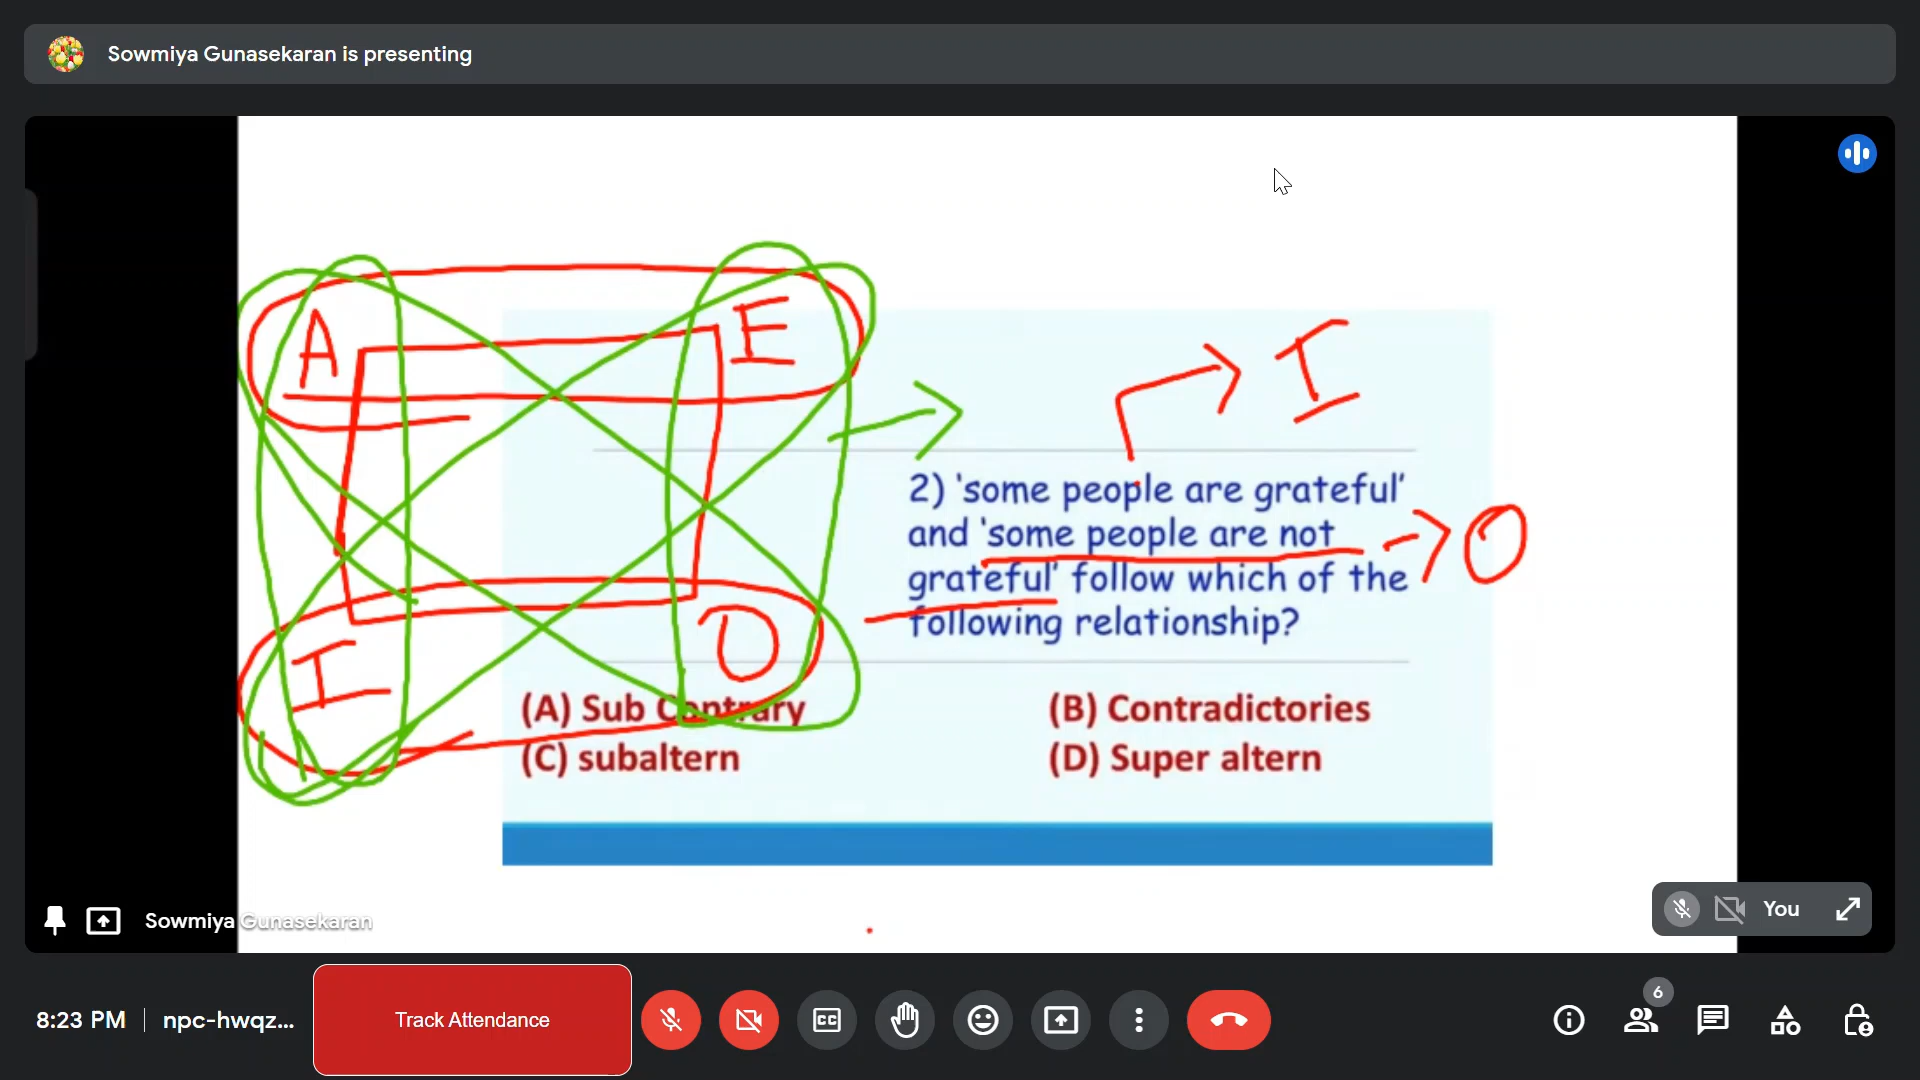 Sowmiya Gunasekaran is presenting
A
E
I
2) ‘some people are grateful’
and ‘some people are not
grateful’ follow which of the
following relationship?
O
I
O
(A) Sub Contrary
(B) Contradictories
(C) subaltern
(D) Super altern
Sowmiya Gunasekaran
You
8:23 PM | npc-hwqz...
Track Attendance
CC
6